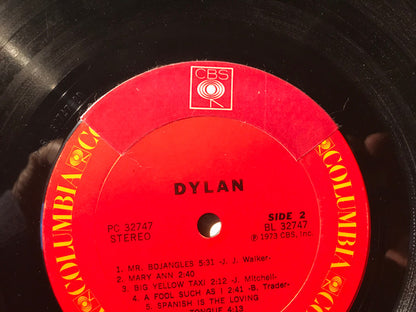 CBS
DYLAN
PC 32747
STEREO
SIDE 2
BL 32747
℗ 1973 CBS, Inc.
1. MR. BOJANGLES 5:31 -J. J. Walker-
2. MARY ANN 2:40
3. BIG YELLOW TAXI 2:12 -J. Mitchell-
4. A FOOL SUCH AS I 2:41 -B. Trader-
5. SPANISH IS THE LOVING
TONGUE 4:13
COLUMBIA
COLUMBIA